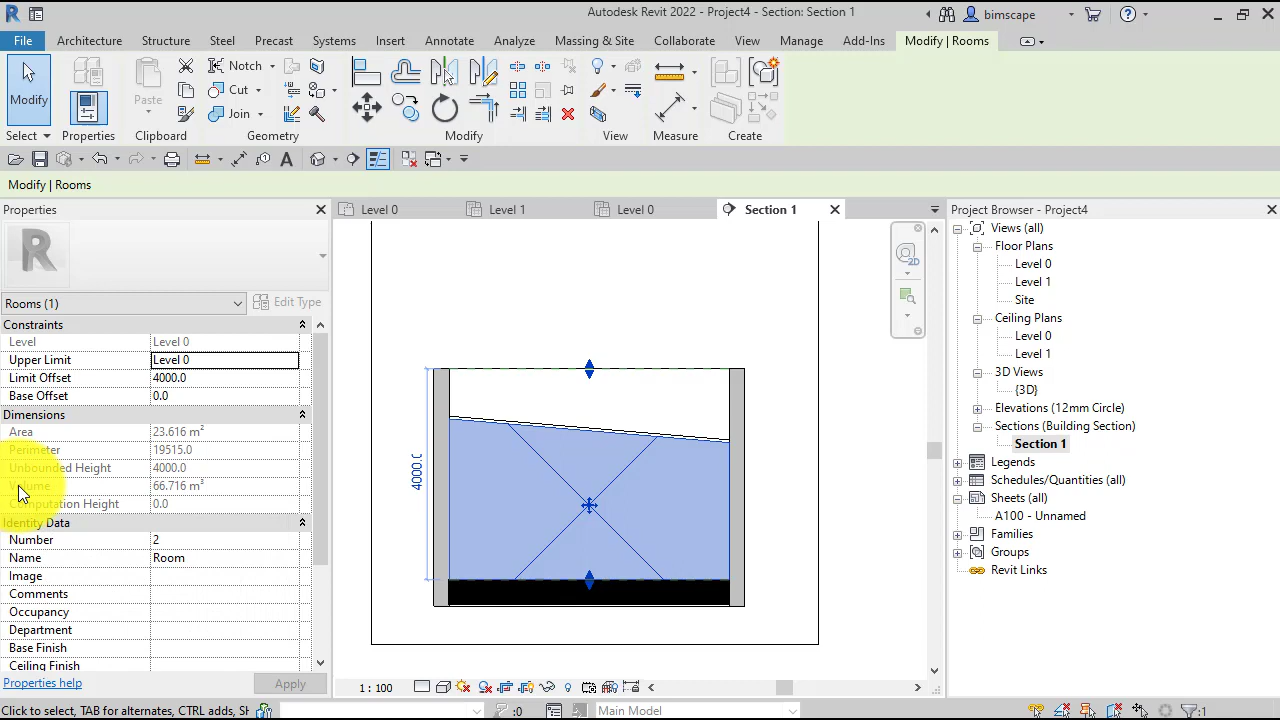 Autodesk Revit 2022 - Project4 - Section: Section 1
bimscape
File Architecture Structure Steel Precast Systems Insert Annotate Analyze Massing & Site Collaborate View Manage Add-Ins Modify | Rooms
Notch
Cut
Join
Modify
Paste
Select Properties Clipboard Geometry Modify View Measure Create
Modify | Rooms
Properties
Level 0
Level 1
Level 0
Section 1
Project Browser - Project4
Rooms (1)
Edit Type
Constraints
Level Level 0
Upper Limit Level 0
Limit Offset 4000.0
Base Offset 0.0
Dimensions
Area 23.616 m²
Perimeter 19515.0
Unbounded Height 4000.0
Volume 66.716 m³
Computation Height 0.0
Identity Data
Number 2
Name Room
Image
Comments
Occupancy
Department
Base Finish
Ceiling Finish
Properties help
Apply
4000.0
2D
Views (all)
Floor Plans
Level 0
Level 1
Site
Ceiling Plans
Level 0
Level 1
3D Views
{3D}
Elevations (12mm Circle)
Sections (Building Section)
Section 1
Legends
Schedules/Quantities (all)
Sheets (all)
A100 - Unnamed
Families
Groups
Revit Links
1 : 100
Click to select, TAB for alternates, CTRL adds, SH
:0
Main Model
:1